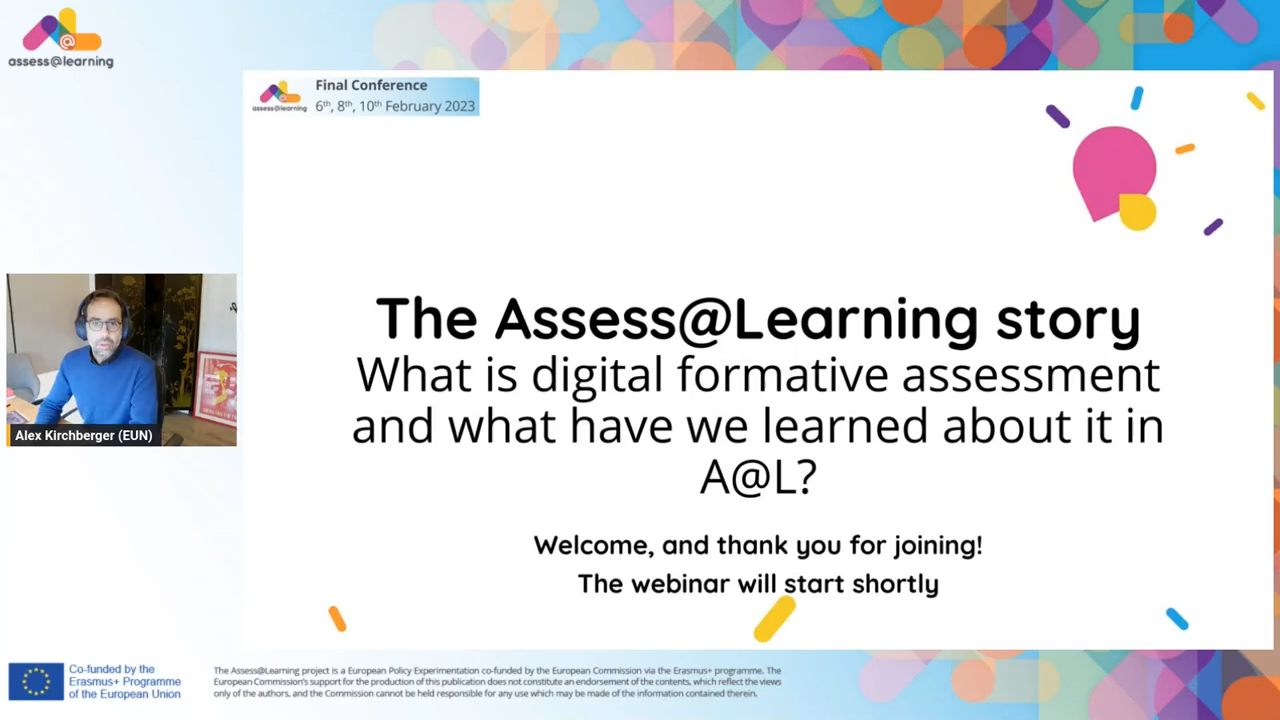 assess@learning
assess@learning
Final Conference
6th, 8th, 10th February 2023
The Assess@Learning story
What is digital formative assessment
and what have we learned about it in
A@L?
Welcome, and thank you for joining!
The webinar will start shortly
Alex Kirchberger (EUN)
Co-funded by the
Erasmus+ Programme
of the European Union
The Assess@Learning project is a European Policy Experimentation co-funded by the European Commission via the Erasmus+ programme. The
European Commission's support for the production of this publication does not constitute an endorsement of the contents, which reflect the views
only of the authors, and the Commission cannot be held responsible for any use which may be made of the information contained therein.